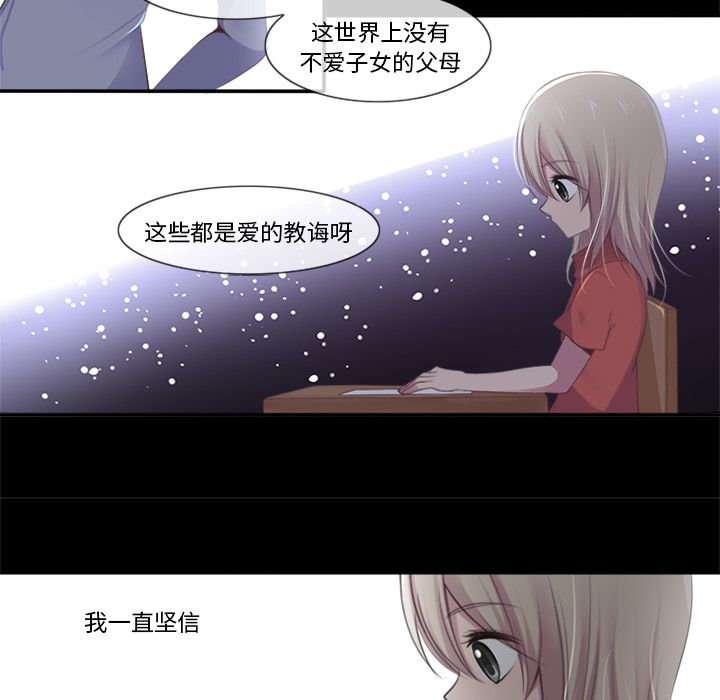 这世界上没有
不爱子女的父母
这些都是爱的教诲呀
我一直坚信